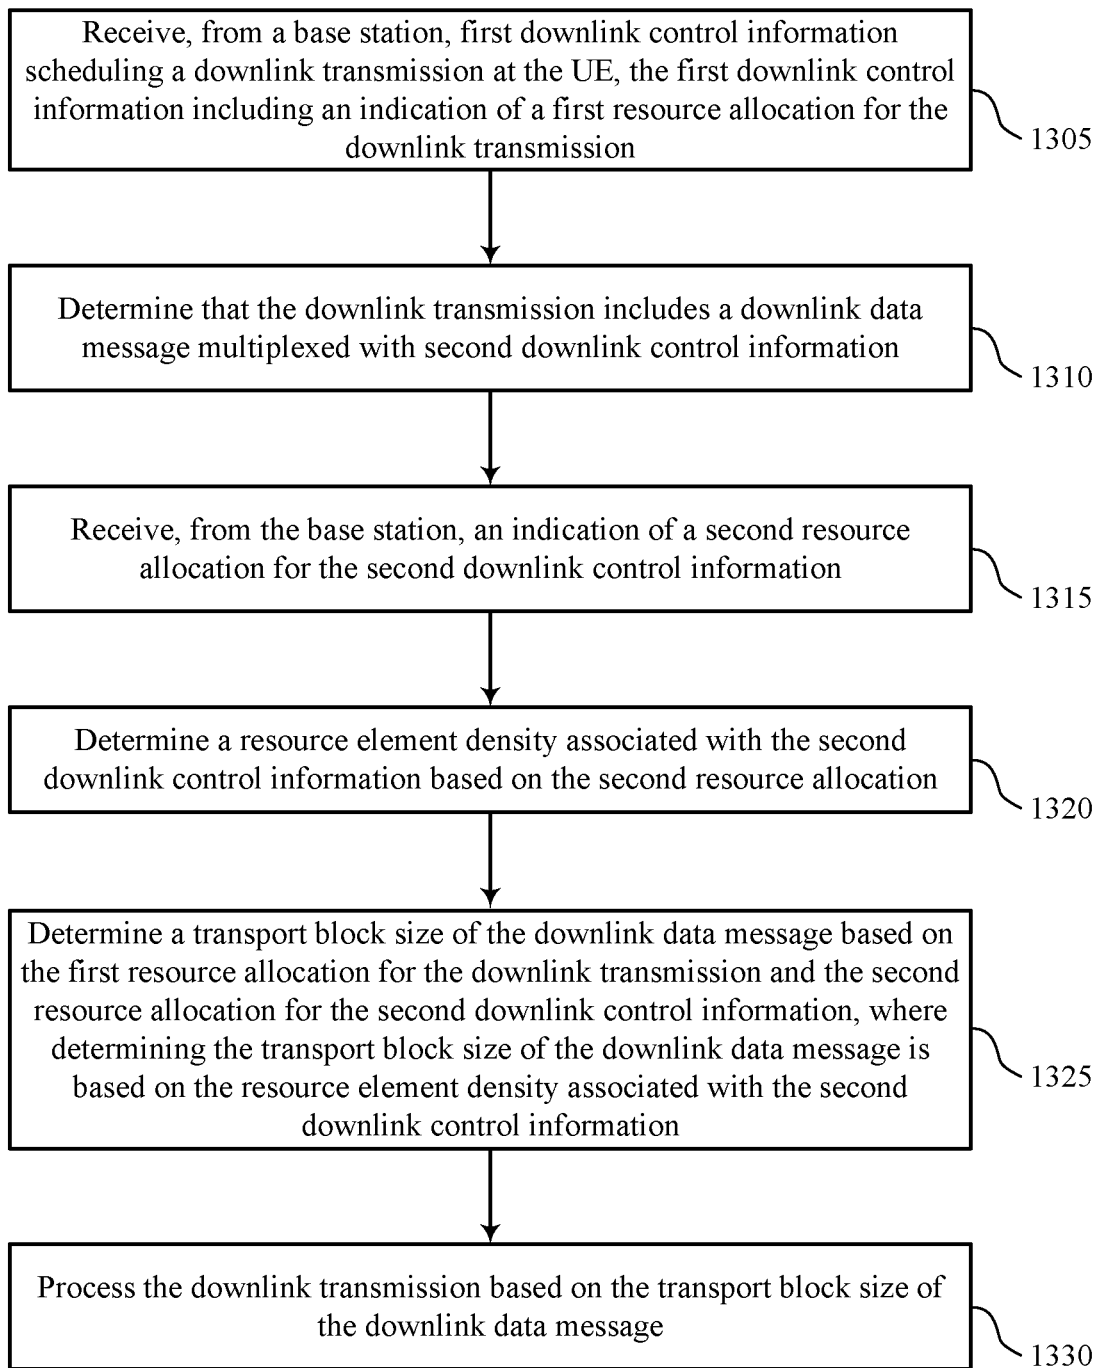 Receive, from a base station, first downlink control information
scheduling a downlink transmission at the UE, the first downlink control
information including an indication of a first resource allocation for the
downlink transmission
1305
Determine that the downlink transmission includes a downlink data
message multiplexed with second downlink control information
1310
Receive, from the base station, an indication of a second resource
allocation for the second downlink control information
1315
Determine a resource element density associated with the second
downlink control information based on the second resource allocation
1320
Determine a transport block size of the downlink data message based on
the first resource allocation for the downlink transmission and the second
resource allocation for the second downlink control information, where
determining the transport block size of the downlink data message is
based on the resource element density associated with the second
downlink control information
1325
Process the downlink transmission based on the transport block size of
the downlink data message
1330